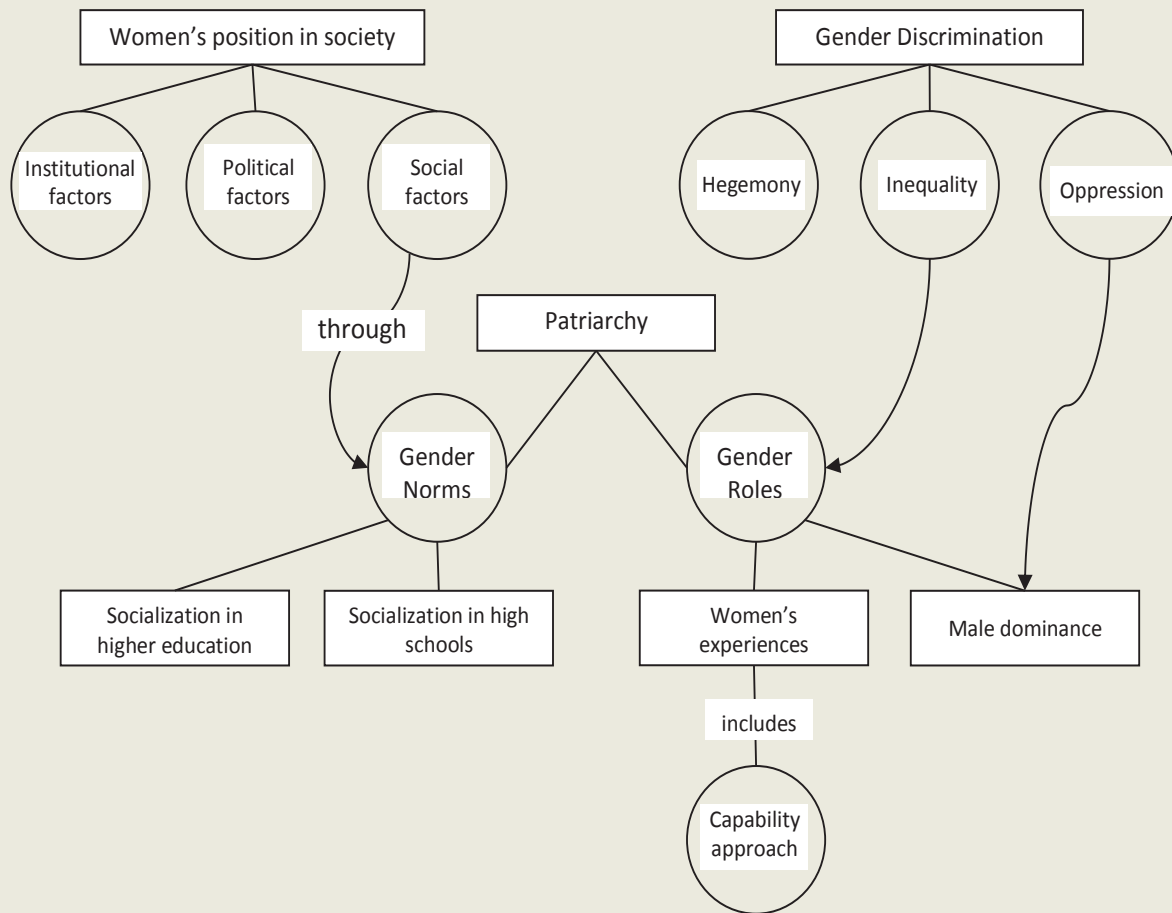 Women’s position in society
Gender Discrimination
Institutional
factors
Political
factors
Social
factors
Hegemony
Inequality
Oppression
through
Patriarchy
Gender
Norms
Gender
Roles
Socialization in
higher education
Socialization in high
schools
Women’s
experiences
Male dominance
includes
Capability
approach